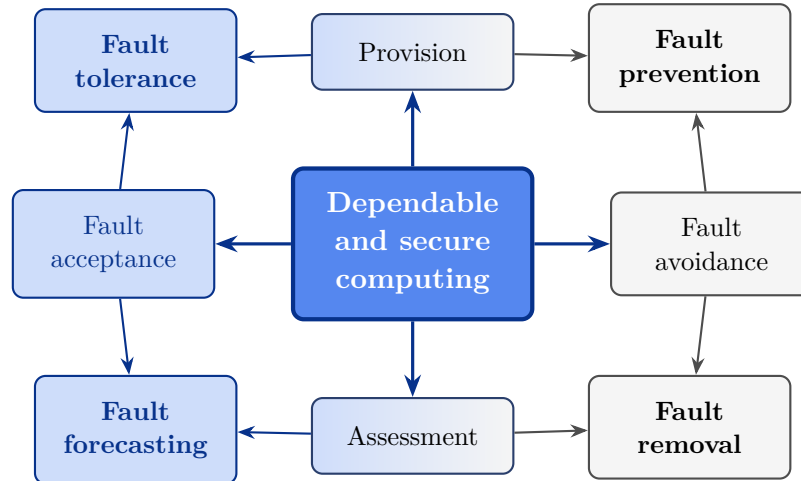 Fault
tolerance
Provision
Fault
prevention
Fault
acceptance
Dependable
and secure
computing
Fault
avoidance
Fault
forecasting
Assessment
Fault
removal